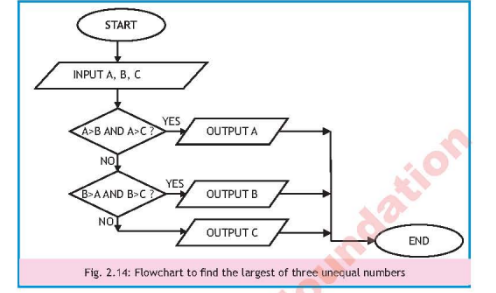 START
INPUT A, B, C
A>B AND A>C ?
YES
OUTPUT A
NO
B>A AND B>C ?
YES
OUTPUT B
NO
OUTPUT C
END
Fig. 2.14: Flowchart to find the largest of three unequal numbers